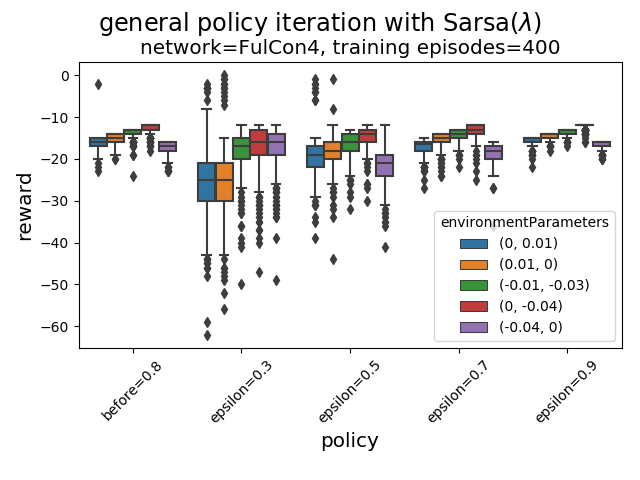 general policy iteration with Sarsa(λ)
network=FulCon4, training episodes=400
reward
0
−10
−20
−30
−40
−50
−60
environmentParameters
(0, 0.01)
(0.01, 0)
(-0.01, -0.03)
(0, -0.04)
(-0.04, 0)
before=0.8
epsilon=0.3
epsilon=0.5
epsilon=0.7
epsilon=0.9
policy